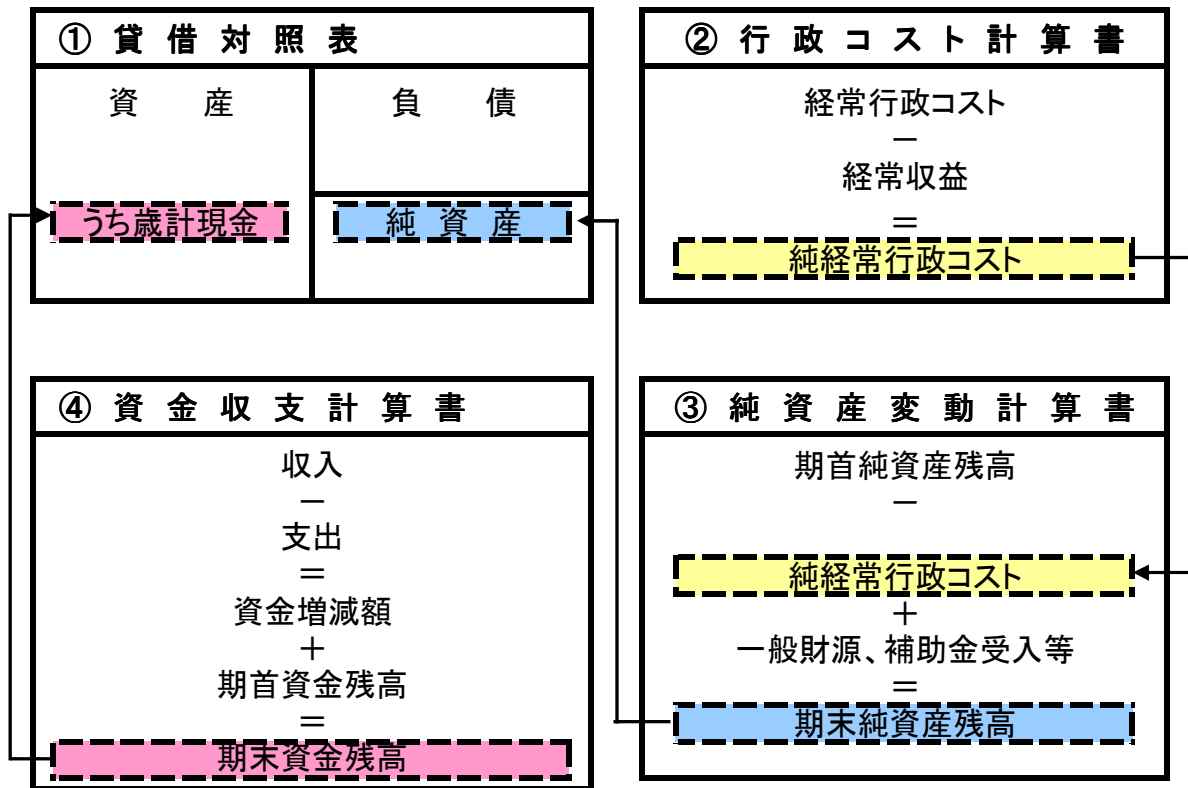 ① 貸 借 対 照 表
資 産
負 債
うち歳計現金
純 資 産
② 行 政 コ ス ト 計 算 書
経常行政コスト
－
経常収益
＝
純経常行政コスト
④ 資 金 収 支 計 算 書
収入
－
支出
＝
資金増減額
＋
期首資金残高
＝
期末資金残高
③ 純 資 産 変 動 計 算 書
期首純資産残高
－
純経常行政コスト
＋
一般財源、補助金受入等
＝
期末純資産残高